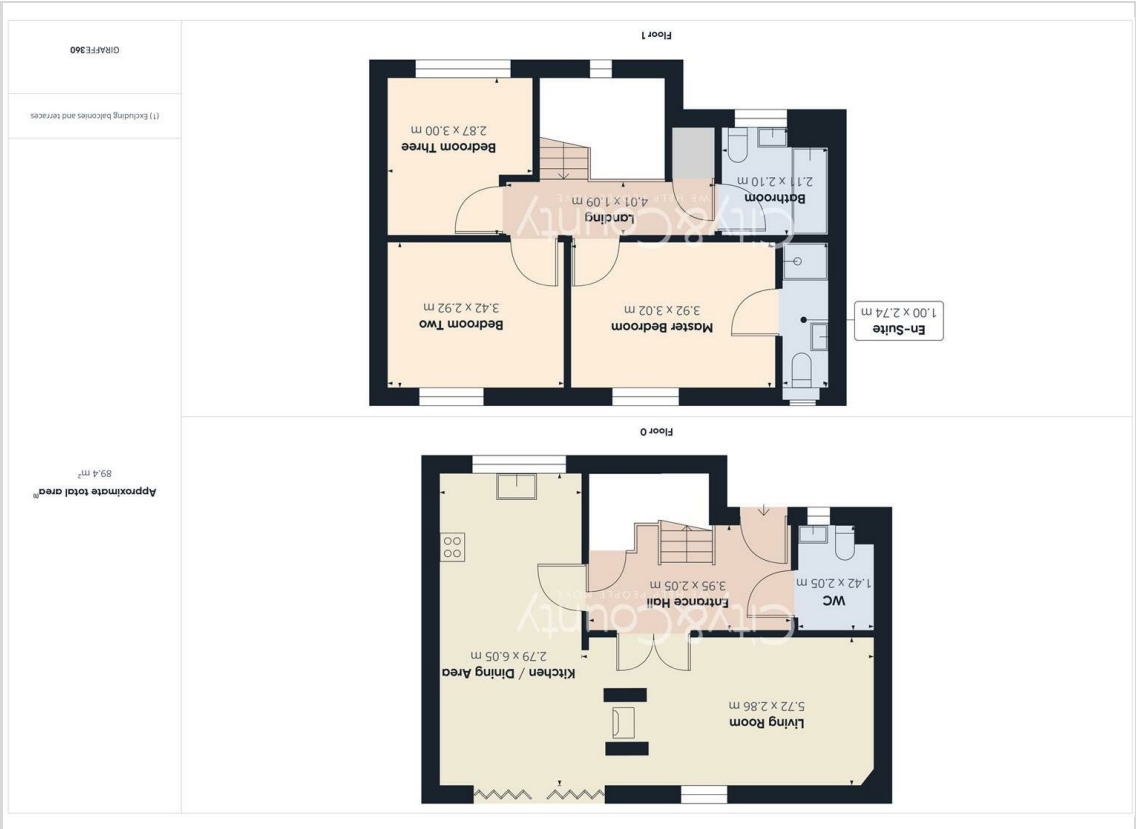 Living Room
5.72 x 2.86 m
Kitchen / Dining Area
2.79 x 6.05 m
City&County
WC
1.42 x 2.05 m
Entrance Hall
3.95 x 2.05 m
Floor 0
En-Suite
1.00 x 2.74 m
Master Bedroom
3.92 x 3.02 m
Bedroom Two
3.42 x 2.92 m
City&County
Bathroom
2.11 x 2.10 m
Landing
4.01 x 1.09 m
Bedroom Three
2.87 x 3.00 m
Floor 1
Approximate total area(1)
89.4 m²
(1) Excluding balconies and terraces
GIRAFFE360